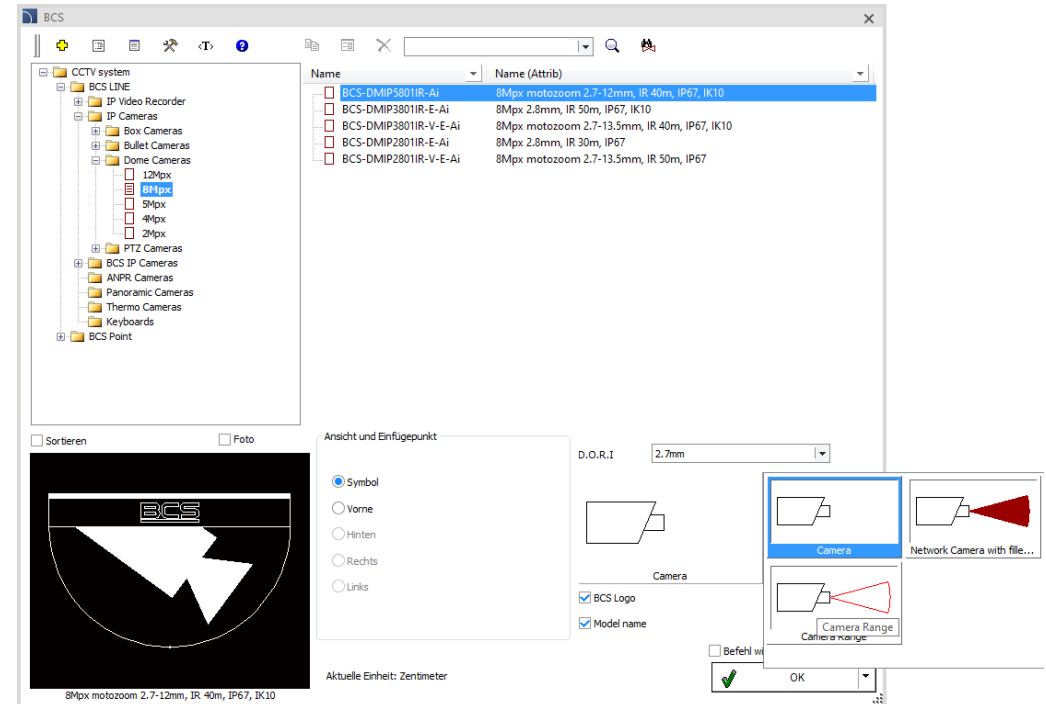 BCS
CCTV system
BCS LINE
IP Video Recorder
IP Cameras
Box Cameras
Bullet Cameras
Dome Cameras
12Mpx
8Mpx
5Mpx
4Mpx
2Mpx
PTZ Cameras
BCS IP Cameras
ANPR Cameras
Panoramic Cameras
Thermo Cameras
Keyboards
BCS Point
Name Name (Attrib)
BCS-DMIP5801IR-Ai 8Mpx motozoom 2.7-12mm, IR 40m, IP67, IK10
BCS-DMIP3801IR-E-Ai 8Mpx 2.8mm, IR 50m, IP67, IK10
BCS-DMIP3801IR-V-E-Ai 8Mpx motozoom 2.7-13.5mm, IR 40m, IP67, IK10
BCS-DMIP2801IR-E-Ai 8Mpx 2.8mm, IR 30m, IP67
BCS-DMIP2801IR-V-E-Ai 8Mpx motozoom 2.7-13.5mm, IR 50m, IP67
Sortieren Foto
BCS
8Mpx motozoom 2.7-12mm, IR 40m, IP67, IK10
Ansicht und Einfügepunkt
Symbol
Vorne
Hinten
Rechts
Links
Aktuelle Einheit: Zentimeter
D.O.R.I 2.7mm
Camera
BCS Logo
Model name
Camera
Network Camera with fille...
Camera Range
Camera Range
Befehl wi
OK